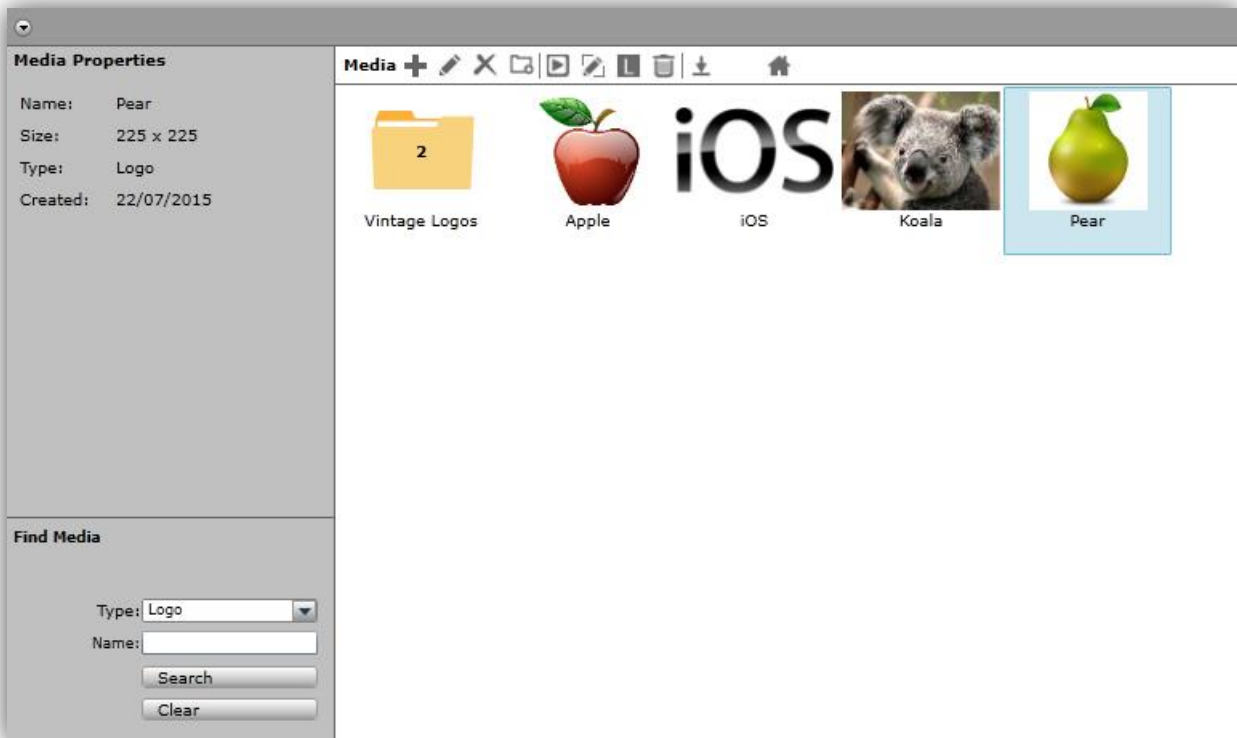 Media Properties
Name: Pear
Size: 225 x 225
Type: Logo
Created: 22/07/2015
Find Media
Type: Logo
Name:
Search
Clear
Media L
2
iOS
Vintage Logos Apple iOS Koala Pear